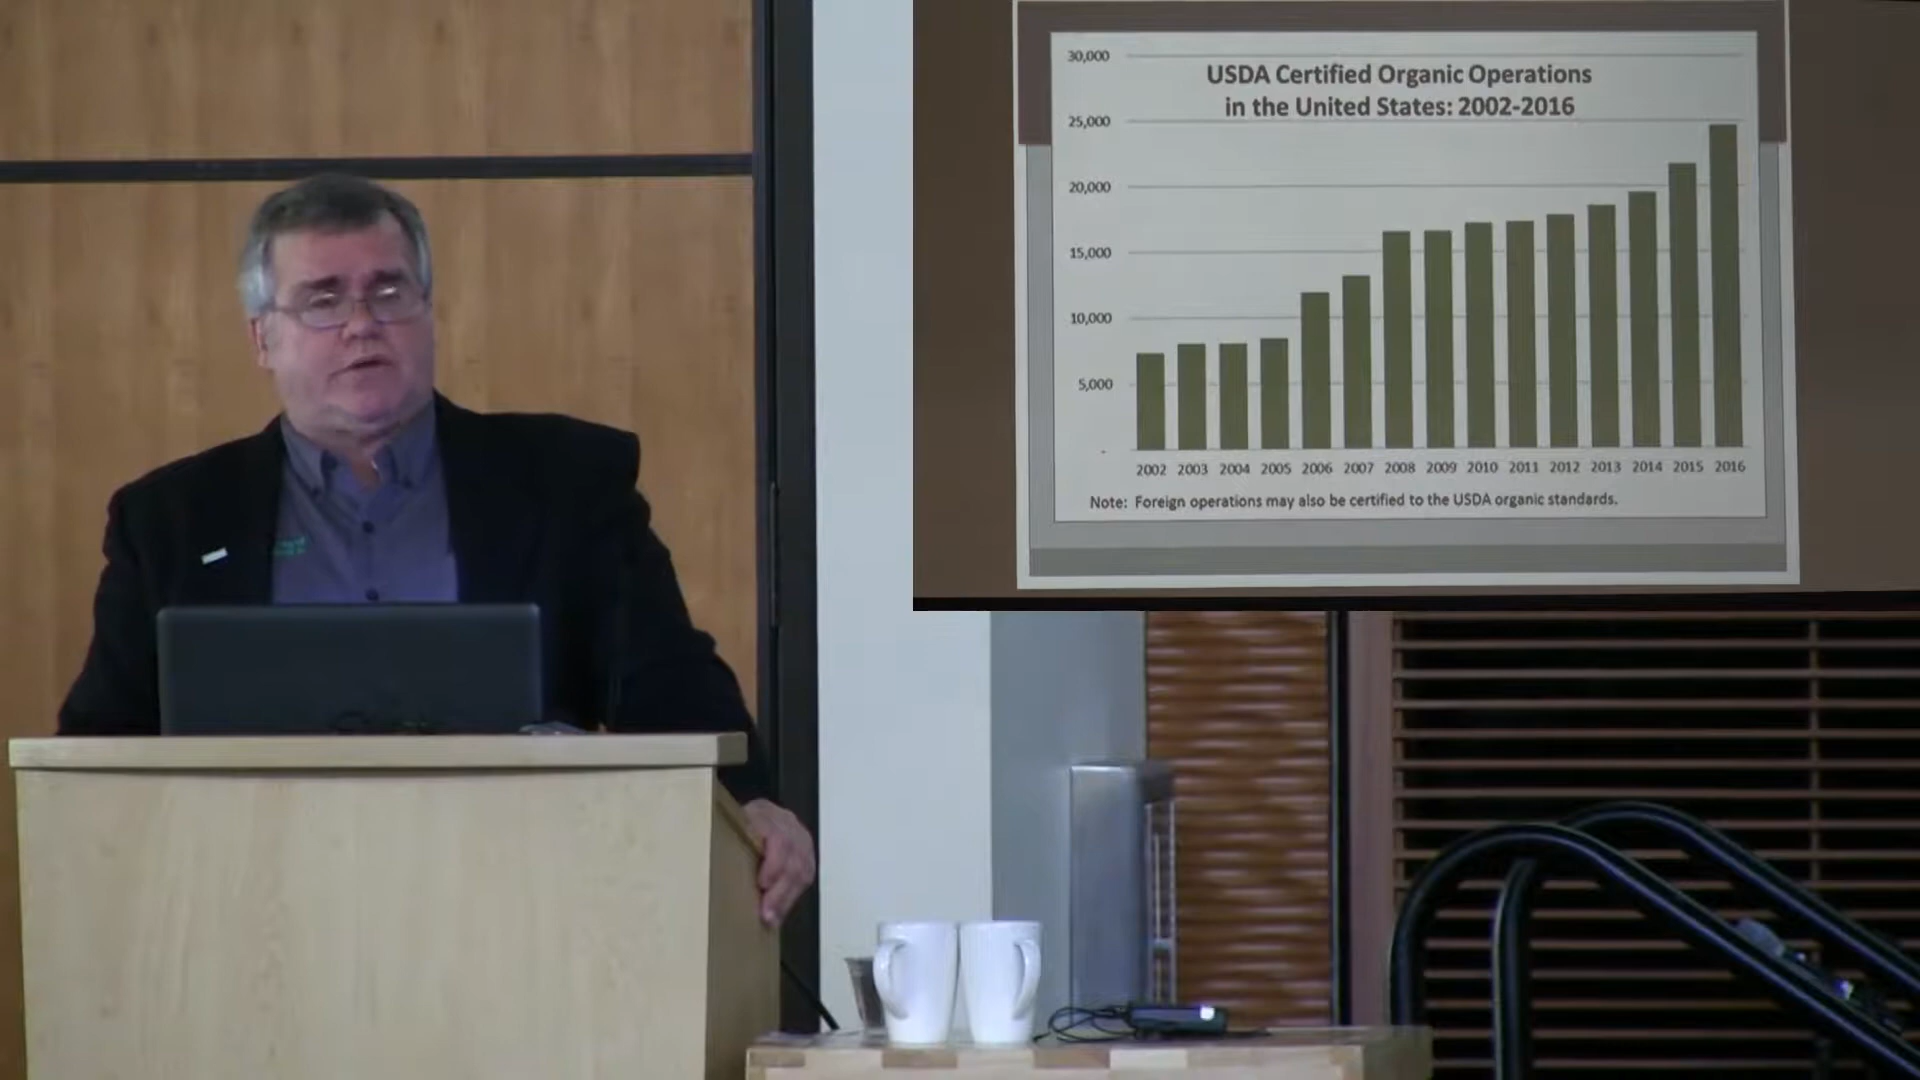 USDA Certified Organic Operations
in the United States: 2002-2016
30,000
25,000
20,000
15,000
10,000
5,000
-
2002 2003 2004 2005 2006 2007 2008 2009 2010 2011 2012 2013 2014 2015 2016
Note: Foreign operations may also be certified to the USDA organic standards.